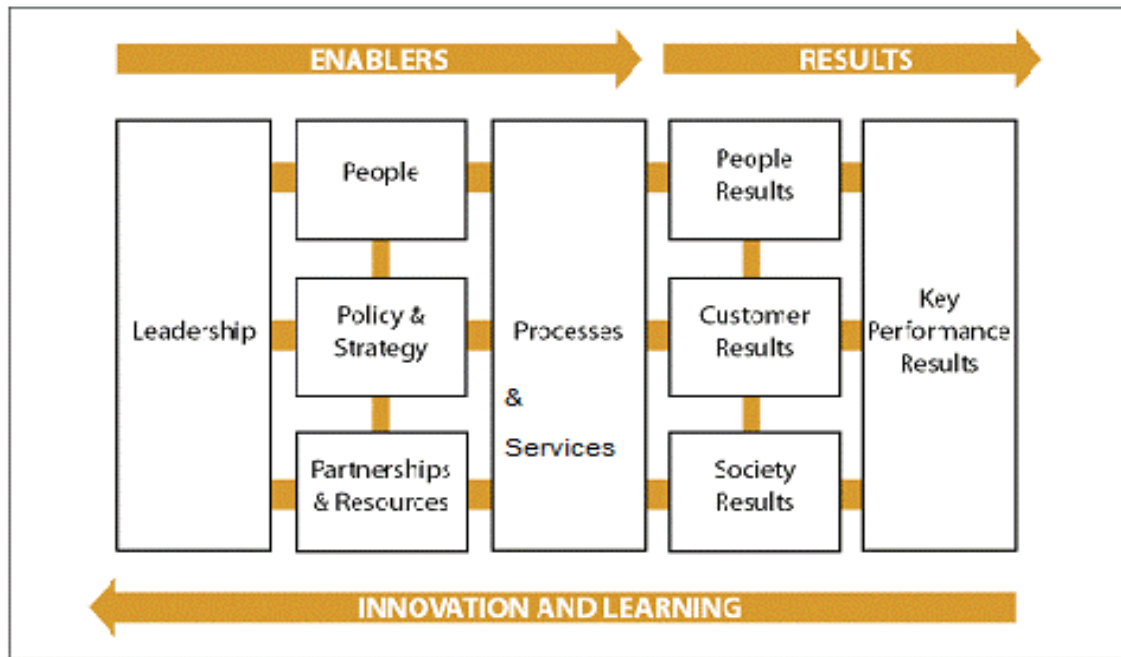 ENABLERS
RESULTS
Leadership
People
Policy &
Strategy
Partnerships
& Resources
Processes
&
Services
People
Results
Customer
Results
Society
Results
Key
Performance
Results
INNOVATION AND LEARNING